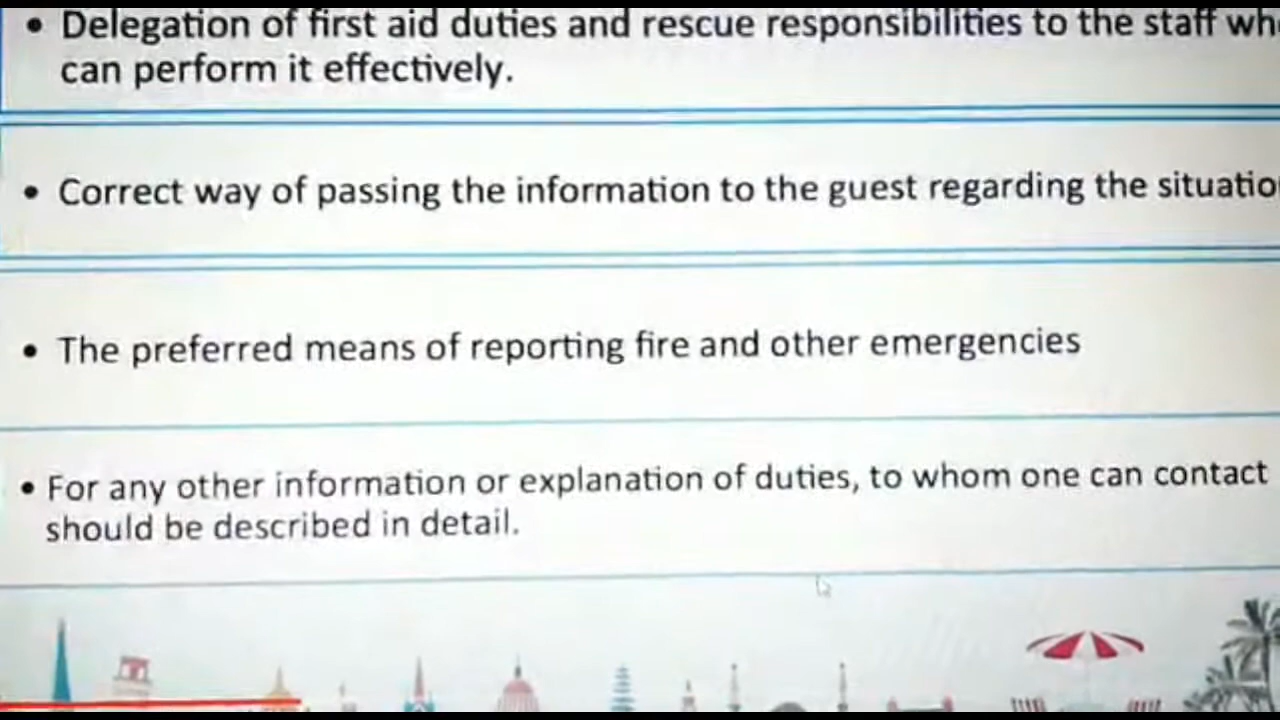 • Delegation of first aid duties and rescue responsibilities to the staff
can perform it effectively.
• Correct way of passing the information to the guest regarding the
• The preferred means of reporting fire and other emergencies
• For any other information or explanation of duties, to whom one can contact
should be described in detail.